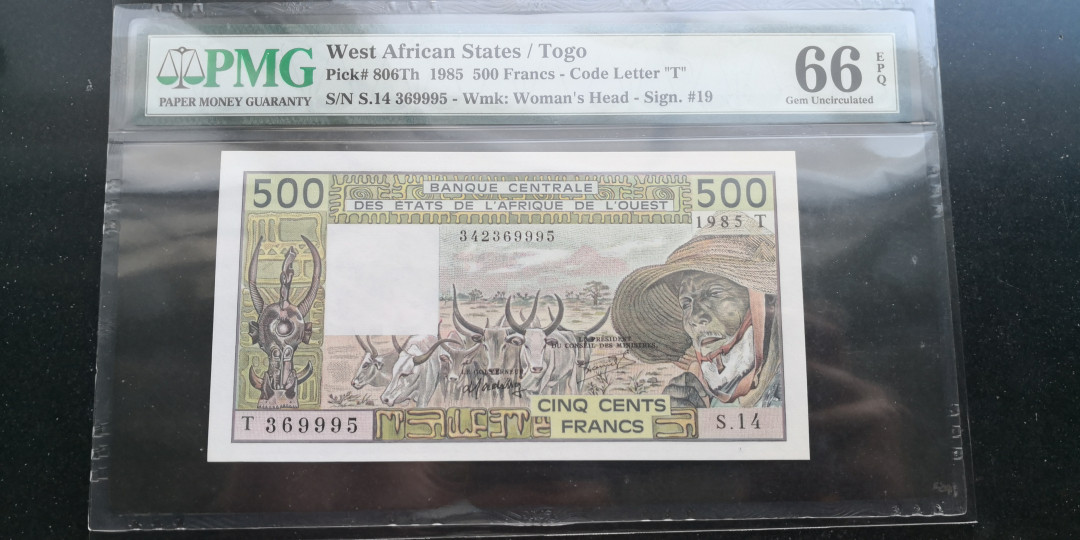 PMG
PAPER MONEY GUARANTY
West African States / Togo
Pick# 806Th 1985 500 Francs - Code Letter "T"
S/N S.14 369995 - Wmk: Woman's Head - Sign. #19
66 EPQ
Gem Uncirculated
500 BANQUE CENTRALE 500
DES ETATS DE L'AFRIQUE DE L'OUEST
1985 T
342369995
LE PRÉSIDENT
DU CONSEIL DES MINISTRES,
LE GOUVERNEUR
CINQ CENTS
FRANCS
T 369995
S.14